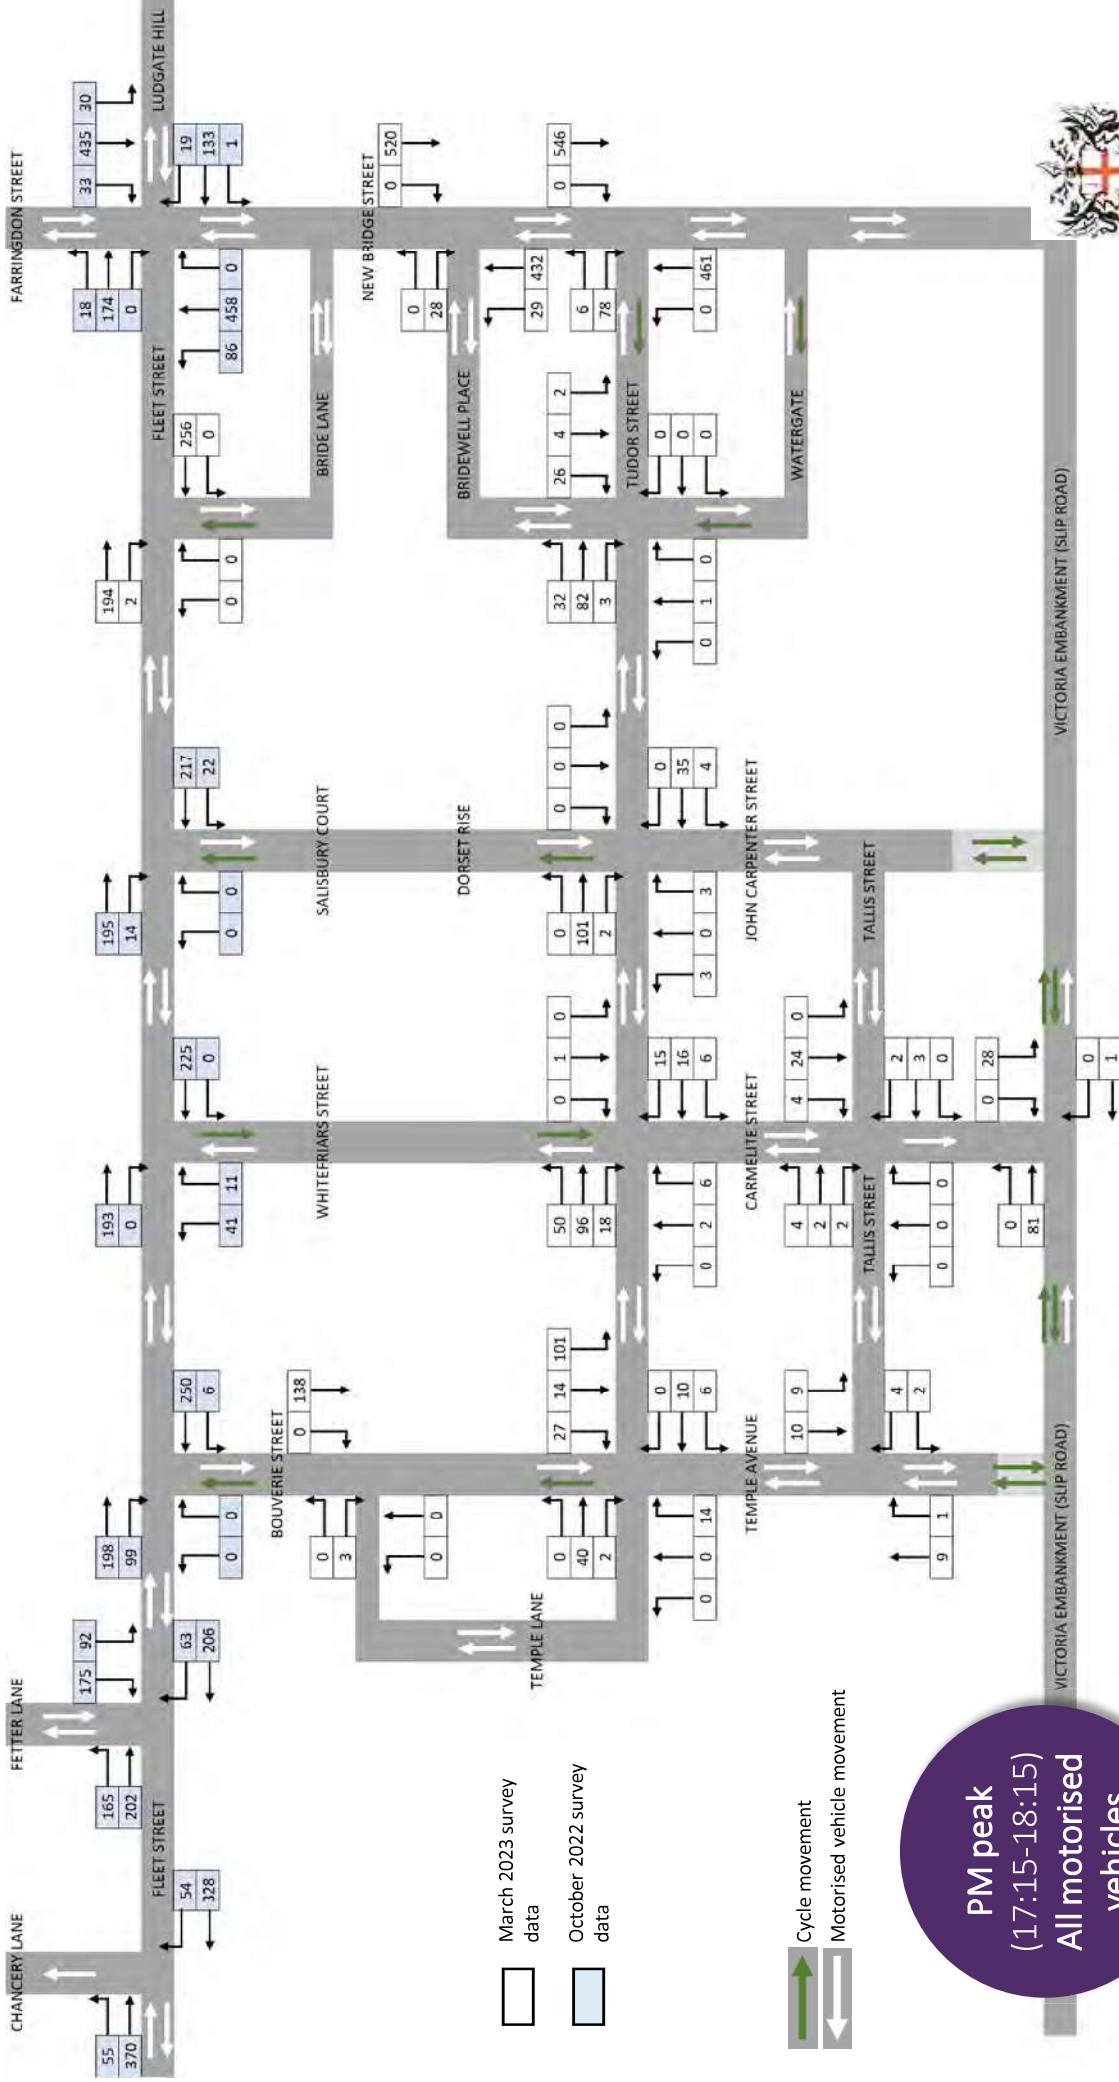 CHANCERY LANE
FETTER LANE
FARRINGDON STREET
55
370
165
202
175 92
198
99
193
0
195
14
194
2
18
174
0
33 435 30
FLEET STREET
FLEET STREET
LUDGATE HILL
54
328
63
206
0 0
250
6
41 11
225
0
0 0
217
22
0 0
256
0
86 458 0
19
133
1
BOUVERIE STREET
0 138
WHITEFRIARS STREET
SALISBURY COURT
BRIDE LANE
NEW BRIDGE STREET
0
3
0 0
0
28
0 520
DORSET RISE
BRIDEWELL PLACE
29 432
TEMPLE LANE
0
40
2
27 14 101
50
96
18
0 1 0
0
101
2
0 0 0
32
82
3
26 4 2
6
78
0 546
TUDOR STREET
0 0 14
0
10
6
0 2 6
15
16
6
3 0 3
0
35
4
0 1 0
0
0
0
0 461
TEMPLE AVENUE
CARMELITE STREET
JOHN CARPENTER STREET
WATERGATE
10 9
4
2
2
4 24 0
TALLIS STREET
TALLIS STREET
9 1
4
2
0 0 0
2
3
0
0
81
0 28
VICTORIA EMBANKMENT (SLIP ROAD)
VICTORIA EMBANKMENT (SLIP ROAD)
0
1
March 2023 survey
data
October 2022 survey
data
Cycle movement
Motorised vehicle movement
PM peak
(17:15-18:15)
All motorised
vehicles